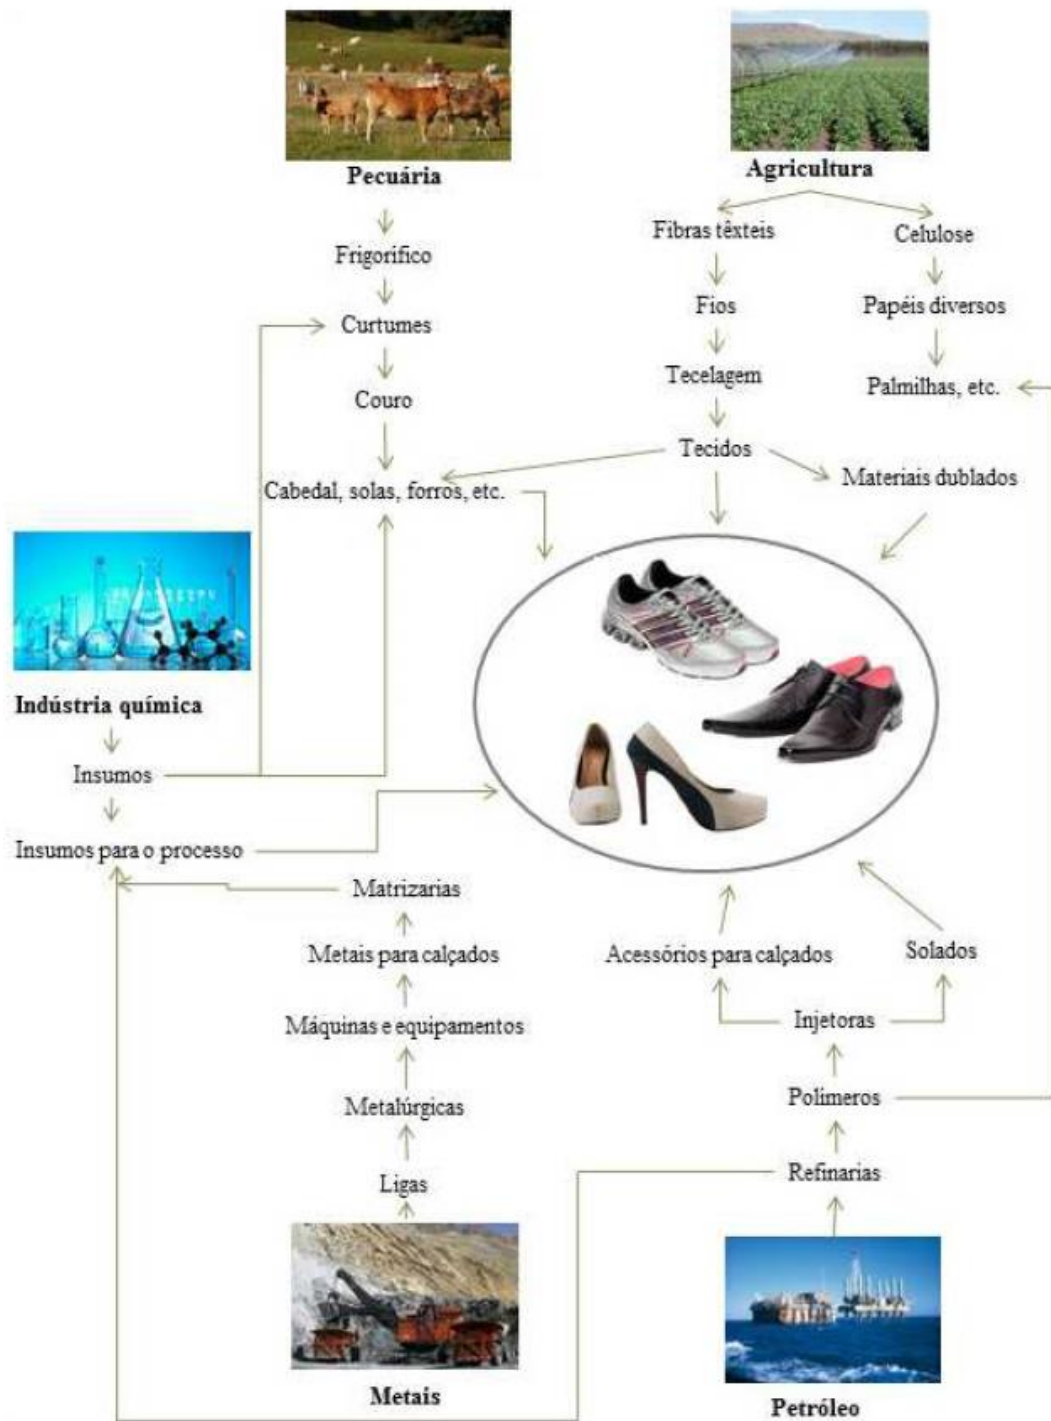 Pecuária
Agricultura
Frigorífico
Fibras têxteis
Celulose
Curtumes
Fios
Papéis diversos
Couro
Tecelagem
Palmilhas, etc.
Cabedal, solas, forros, etc.
Tecidos
Materiais dublados
Indústria química
Insumos
Insumos para o processo
Matrizarias
Metais para calçados
Acessórios para calçados
Solados
Máquinas e equipamentos
Injetoras
Metalúrgicas
Polímeros
Ligas
Refinarias
Metais
Petróleo